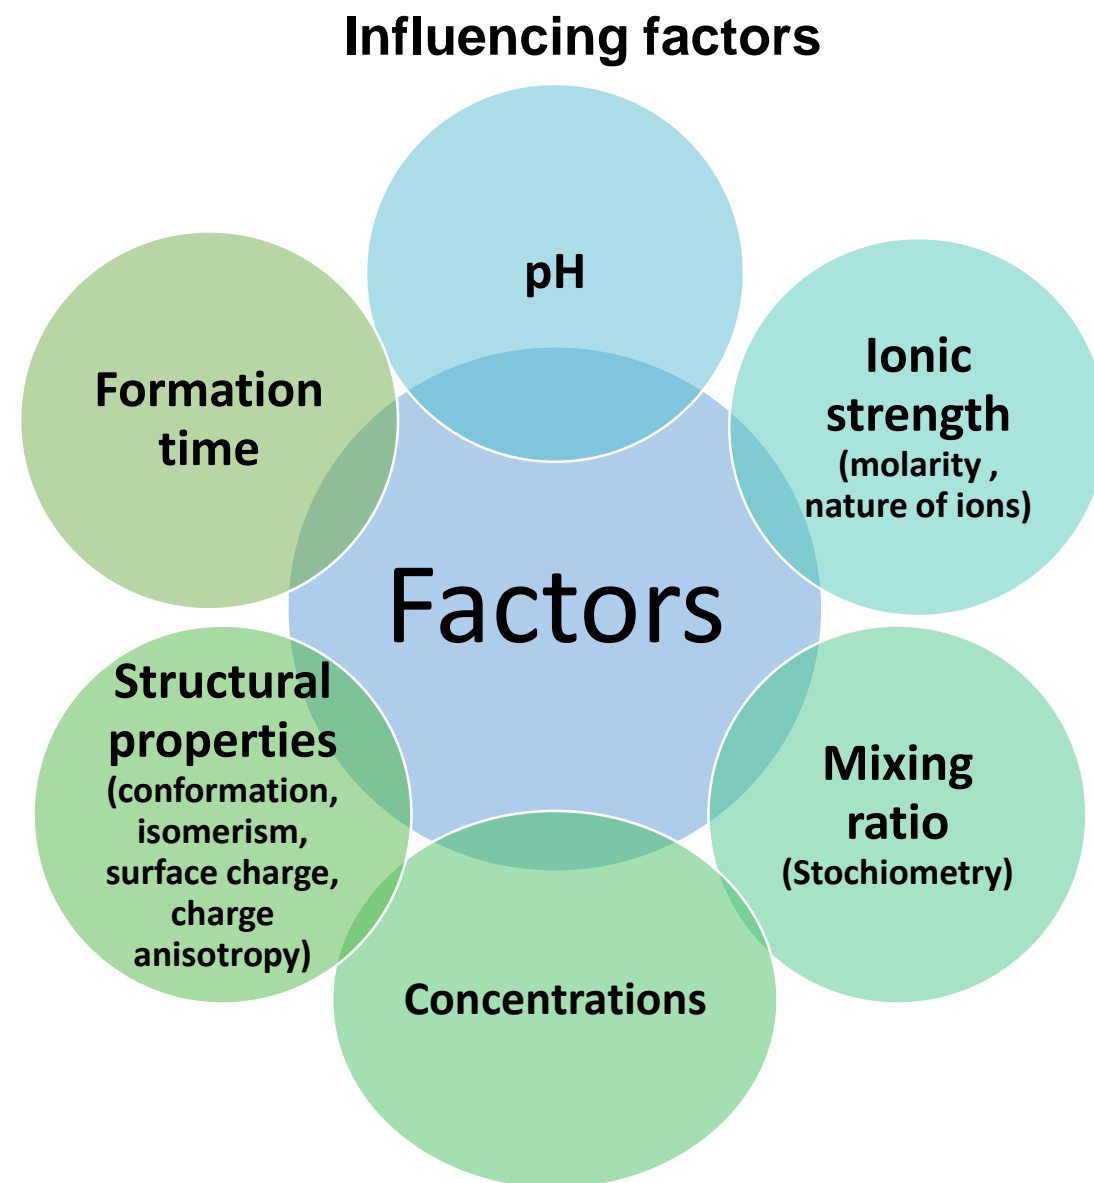 Influencing factors
pH
Ionic
strength
(molarity ,
nature of ions)
Mixing
ratio
(Stochiometry)
Concentrations
Structural
properties
(conformation,
isomerism,
surface charge,
charge
anisotropy)
Formation
time
Factors